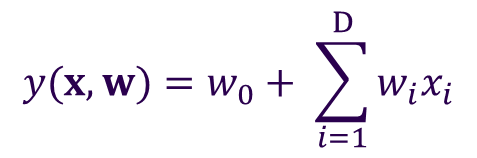 y(𝐱, 𝐰) = w₀ + ∑ᵢ₌₁ᴰ wᵢxᵢ